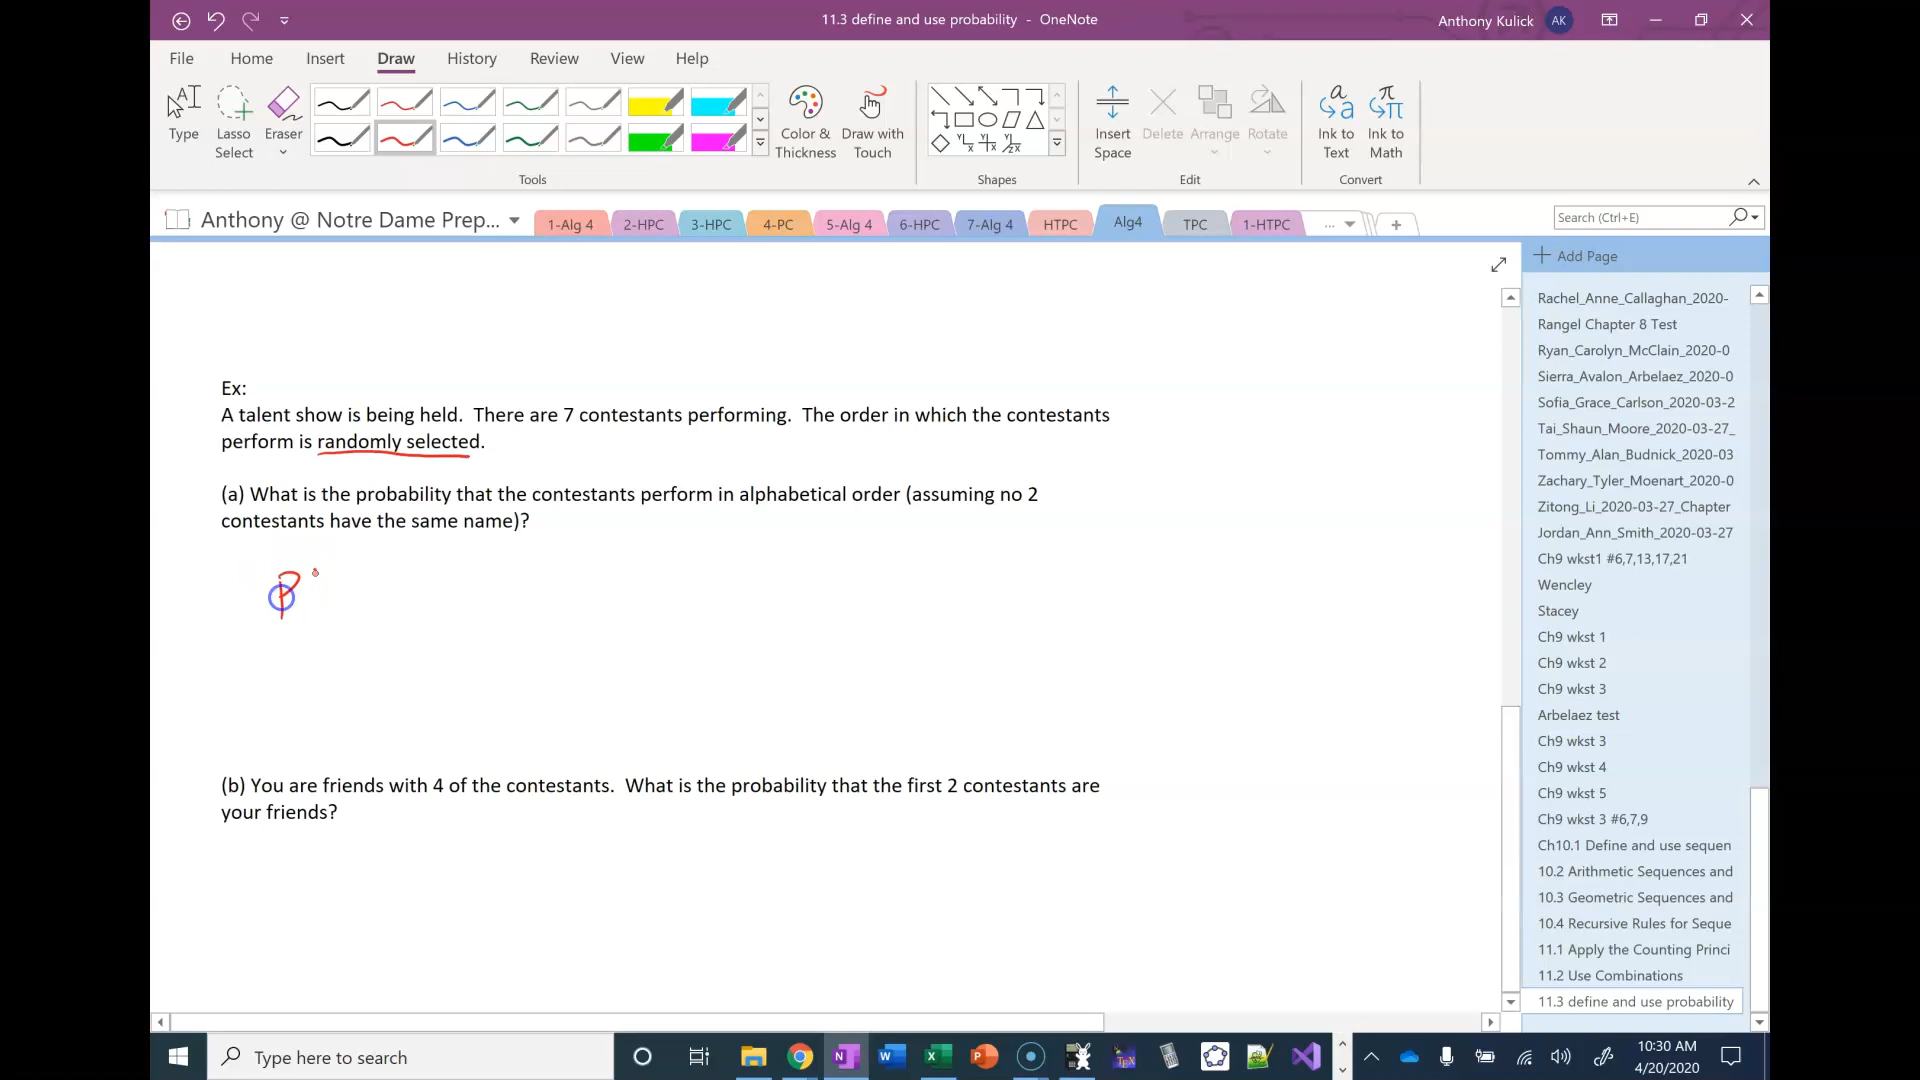 11.3 define and use probability - OneNote
Anthony Kulick AK
File Home Insert Draw History Review View Help
Type Lasso Select Eraser Color & Thickness Draw with Touch Insert Space Delete Arrange Rotate Ink to Text Ink to Math
Tools Shapes Edit Convert
Anthony @ Notre Dame Prep... 1-Alg 4 2-HPC 3-HPC 4-PC 5-Alg 4 6-HPC 7-Alg 4 HTPC Alg4 TPC 1-HTPC ... Search (Ctrl+E)
Add Page
Rachel_Anne_Callaghan_2020-
Rangel Chapter 8 Test
Ryan_Carolyn_McClain_2020-0
Sierra_Avalon_Arbelaez_2020-0
Sofia_Grace_Carlson_2020-03-2
Tai_Shaun_Moore_2020-03-27_
Tommy_Alan_Budnick_2020-03
Zachary_Tyler_Moenart_2020-0
Zitong_Li_2020-03-27_Chapter
Jordan_Ann_Smith_2020-03-27
Ch9 wkst1 #6,7,13,17,21
Wencley
Stacey
Ch9 wkst 1
Ch9 wkst 2
Ch9 wkst 3
Arbelaez test
Ch9 wkst 3
Ch9 wkst 4
Ch9 wkst 5
Ch9 wkst 3 #6,7,9
Ch10.1 Define and use sequen
10.2 Arithmetic Sequences and
10.3 Geometric Sequences and
10.4 Recursive Rules for Seque
11.1 Apply the Counting Princi
11.2 Use Combinations
11.3 define and use probability
Ex:
A talent show is being held. There are 7 contestants performing. The order in which the contestants
perform is randomly selected.
(a) What is the probability that the contestants perform in alphabetical order (assuming no 2
contestants have the same name)?
P
(b) You are friends with 4 of the contestants. What is the probability that the first 2 contestants are
your friends?
Type here to search
10:30 AM
4/20/2020